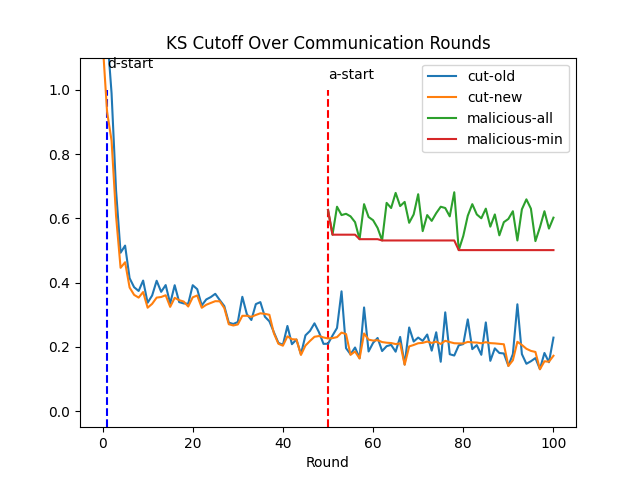 KS Cutoff Over Communication Rounds
d-start
a-start
cut-old
cut-new
malicious-all
malicious-min
1.0
0.8
0.6
0.4
0.2
0.0
0 20 40 60 80 100
Round